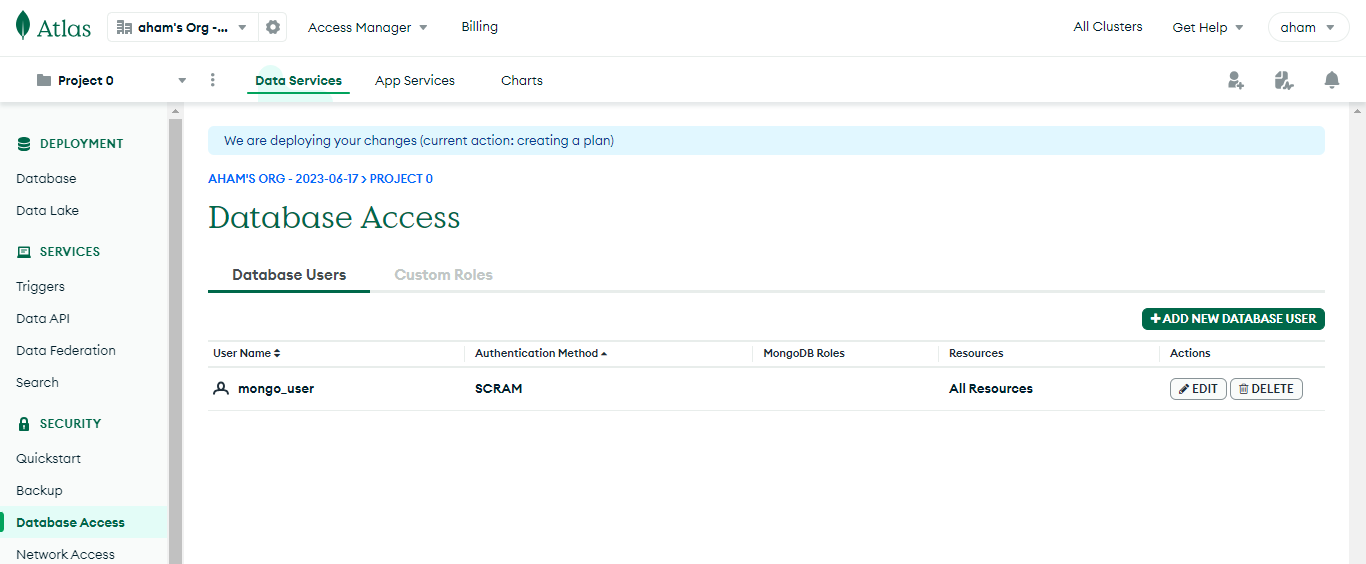 Atlas
aham's Org -...
Access Manager
Billing
All Clusters
Get Help
aham
Project 0
Data Services
App Services
Charts
DEPLOYMENT
Database
Data Lake
SERVICES
Triggers
Data API
Data Federation
Search
SECURITY
Quickstart
Backup
Database Access
Network Access
We are deploying your changes (current action: creating a plan)
AHAM'S ORG - 2023-06-17 > PROJECT 0
Database Access
Database Users
Custom Roles
+ ADD NEW DATABASE USER
User Name
Authentication Method
MongoDB Roles
Resources
Actions
mongo_user
SCRAM
All Resources
EDIT
DELETE